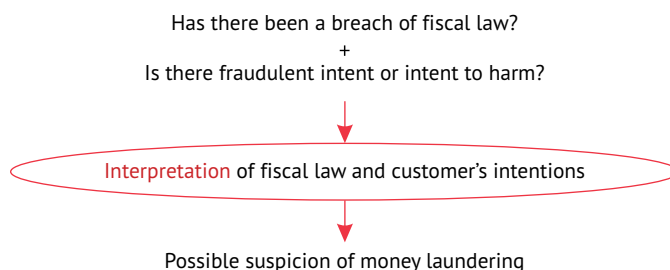 Has there been a breach of fiscal law?
+
Is there fraudulent intent or intent to harm?
Interpretation of fiscal law and customer's intentions
Possible suspicion of money laundering